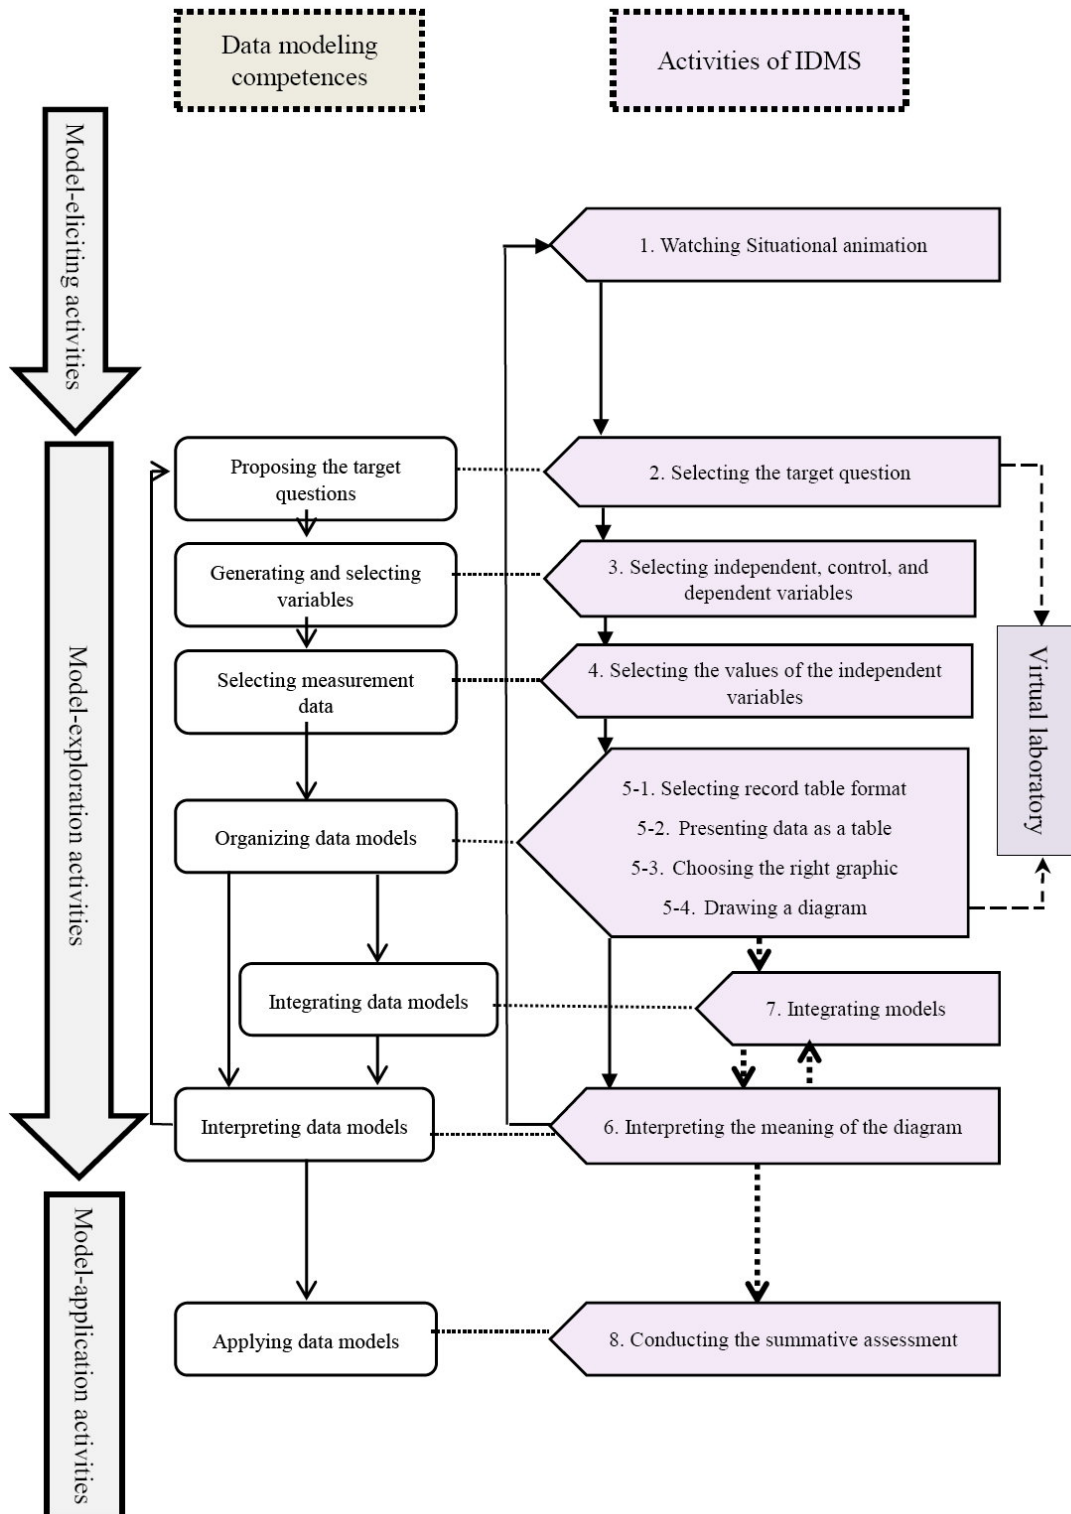 Data modeling
competences
Activities of IDMS
Model-eliciting activities
1. Watching Situational animation
Model-exploration activities
Proposing the target
questions
2. Selecting the target question
Generating and selecting
variables
3. Selecting independent, control, and
dependent variables
Selecting measurement
data
4. Selecting the values of the independent
variables
Virtual laboratory
Organizing data models
5-1. Selecting record table format
5-2. Presenting data as a table
5-3. Choosing the right graphic
5-4. Drawing a diagram
Integrating data models
7. Integrating models
Interpreting data models
6. Interpreting the meaning of the diagram
Model-application activities
Applying data models
8. Conducting the summative assessment